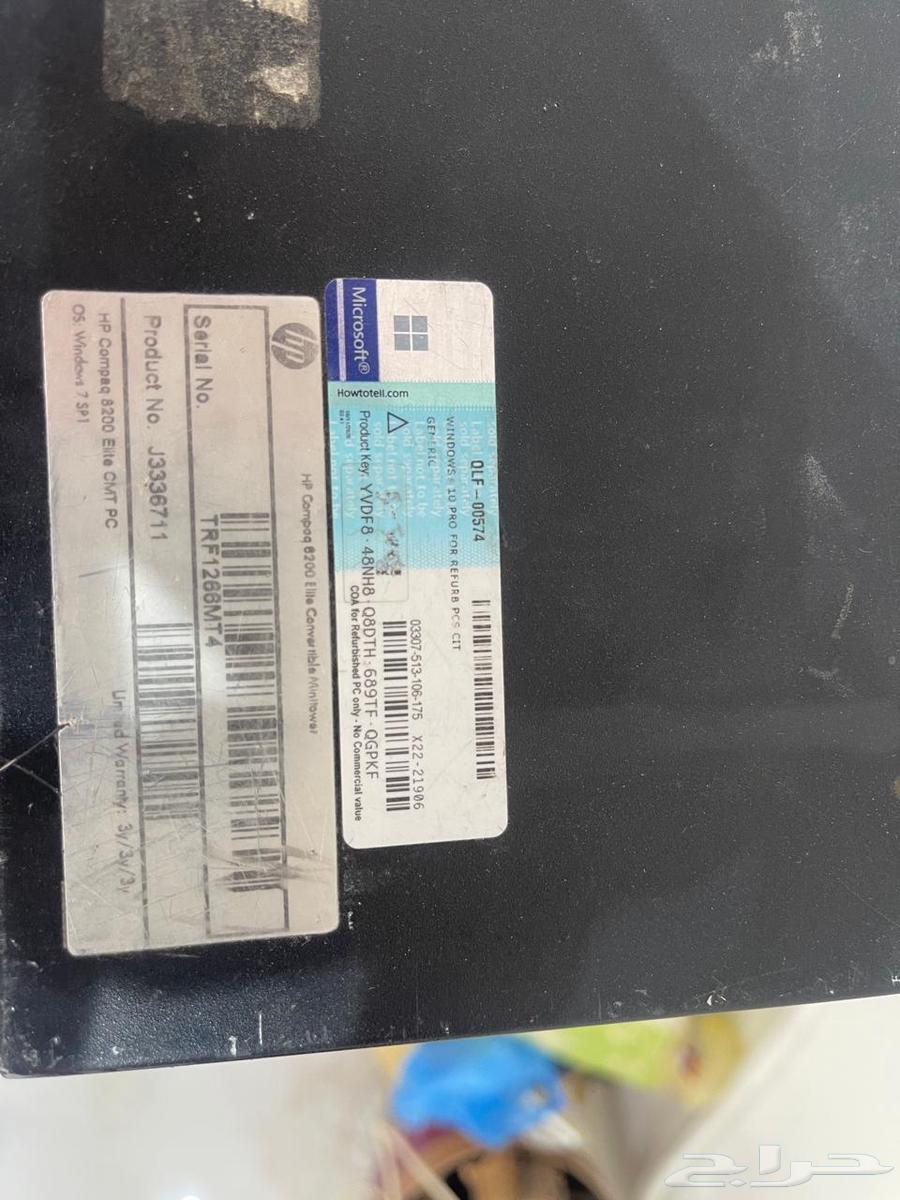 hp
HP Compaq 8200 Elite Convertible Minitower
Serial No.
TRF1266MT4
Product No. J3336711
Warranty: 3y/3y/3y
HP Compaq 8200 Elite CMT PC
OS: Windows 7 SP1
Microsoft®
Howtotell.com
QLF-00574
WINDOWS® 10 PRO FOR REFURB PCS CIT
GENERIC
03307-513-106-175 X22-21906
Product Key: YVDF8-48NH8-Q8DTH-689TF-QGPKF
COA for Refurbished PC only - No Commercial value
حراج